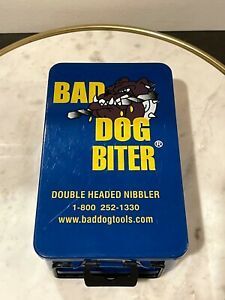 BAD
DOG
BITER®
DOUBLE HEADED NIBBLER
1-800 252-1330
www.baddogtools.com